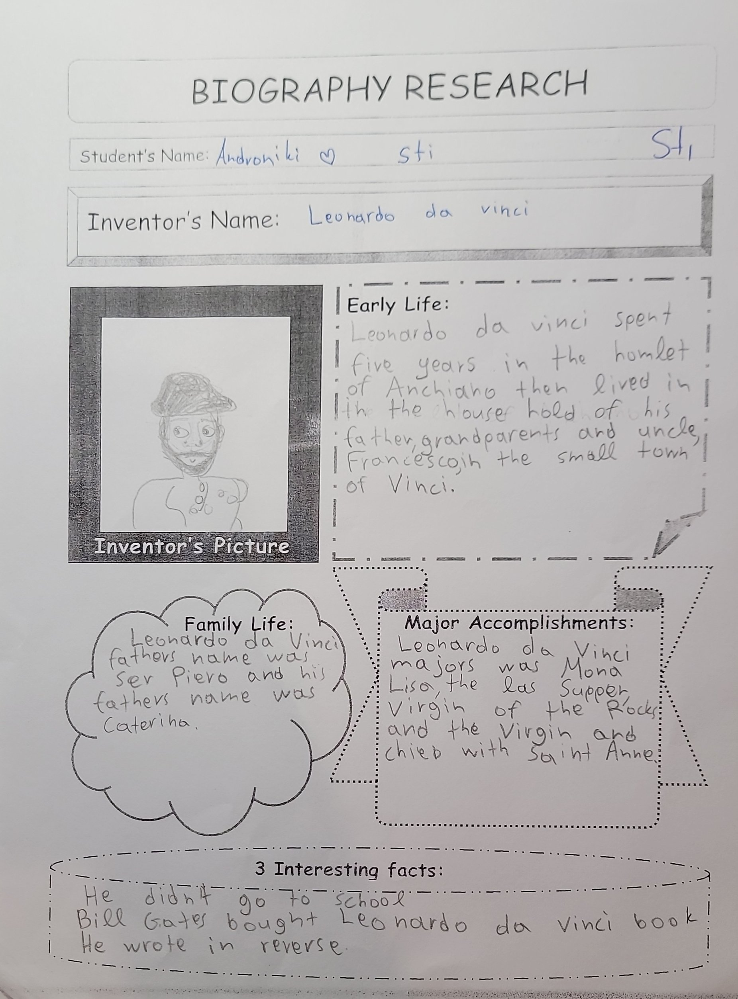 BIOGRAPHY RESEARCH
Student's Name: Androniki ♡ sti St1
Inventor's Name: Leonardo da vinci
Inventor's Picture
Early Life:
Leonardo da vinci spent
five years in the homlet
of Anchiano then lived in
in the house hold of his
father, grandparents and uncle,
Francesco, in the small town
of Vinci.
Family Life:
Leonardo da Vinci
fathers name was
Ser Piero and his
fathers name was
Caterina.
Major Accomplishments:
Leonardo da Vinci
majors was Mona
Lisa, the las Supper,
Virgin of the Rocks
and the Virgin and
chied with Saint Anne.
3 Interesting facts:
He didn't go to school
Bill Gates bought Leonardo da vinci book
He wrote in reverse.